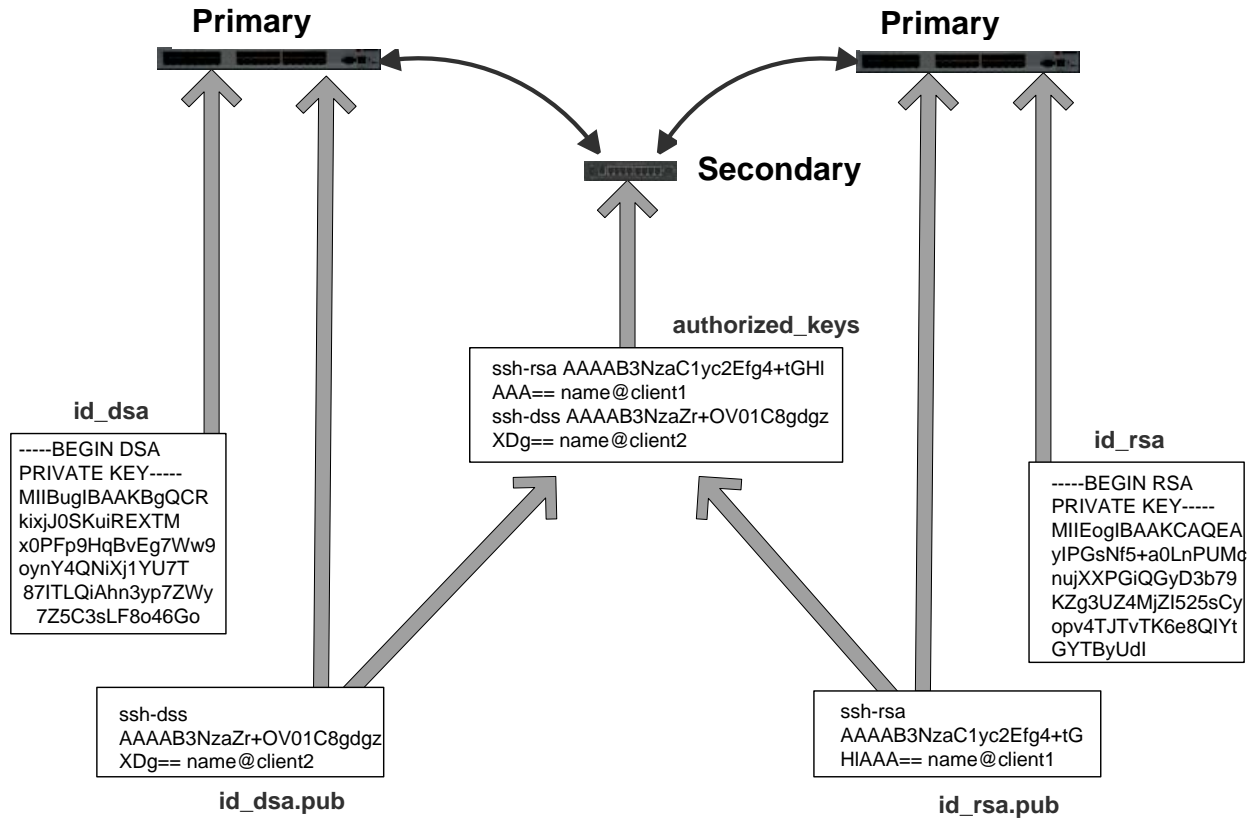 Primary
Primary
Secondary
authorized_keys
ssh-rsa AAAAB3NzaC1yc2Efg4+tGHl
AAA== name@client1
ssh-dss AAAAB3NzaZr+OV01C8gdgz
XDg== name@client2
id_dsa
-----BEGIN DSA
PRIVATE KEY-----
MIIBugIBAAKBgQCR
kixjJ0SKuiREXTM
x0PFp9HqBvEg7Ww9
oynY4QNiXj1YU7T
87ITLQiAhn3yp7ZWy
7Z5C3sLF8o46Go
id_rsa
-----BEGIN RSA
PRIVATE KEY-----
MIIEogIBAAKCAQEA
yIPGsNf5+a0LnPUMc
nujXXPGiQGyD3b79
KZg3UZ4MjZI525sCy
opv4TJTvTK6e8QIYt
GYTByUdI
ssh-dss
AAAAB3NzaZr+OV01C8gdgz
XDg== name@client2
id_dsa.pub
ssh-rsa
AAAAB3NzaC1yc2Efg4+tG
HlAAA== name@client1
id_rsa.pub